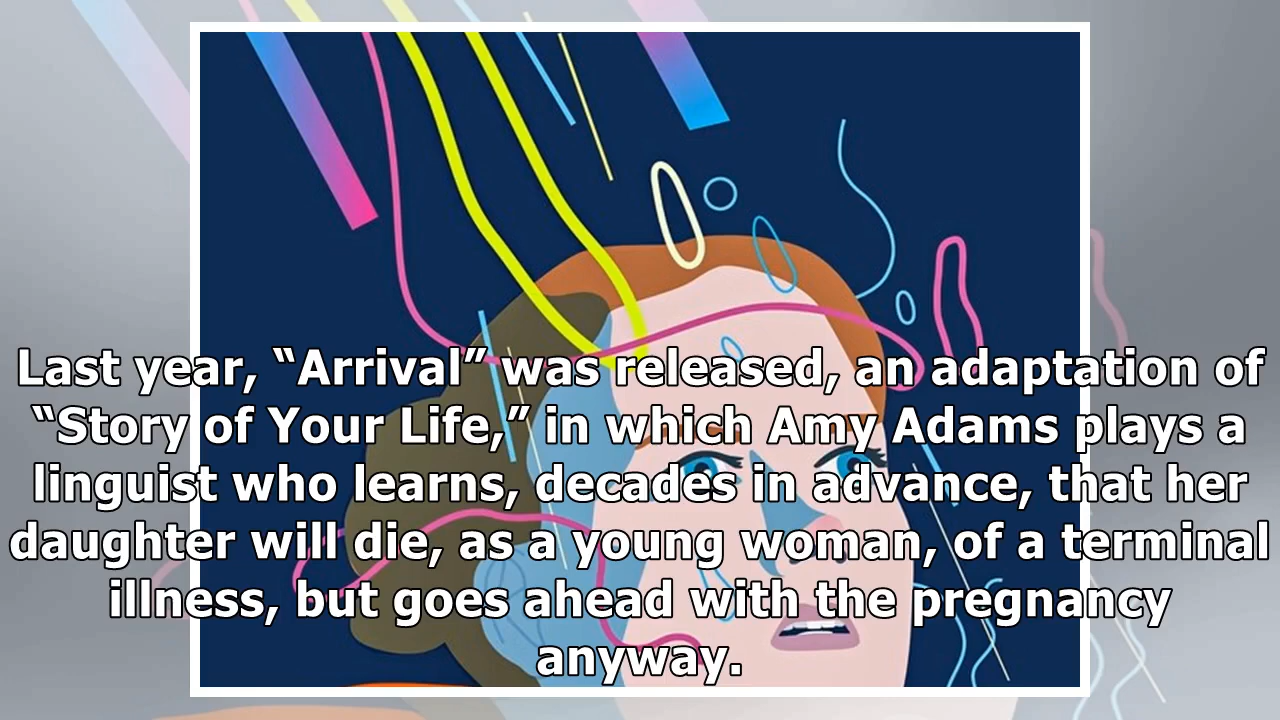 Last year, “Arrival” was released, an adaptation of
“Story of Your Life,” in which Amy Adams plays a
linguist who learns, decades in advance, that her
daughter will die, as a young woman, of a terminal
illness, but goes ahead with the pregnancy
anyway.